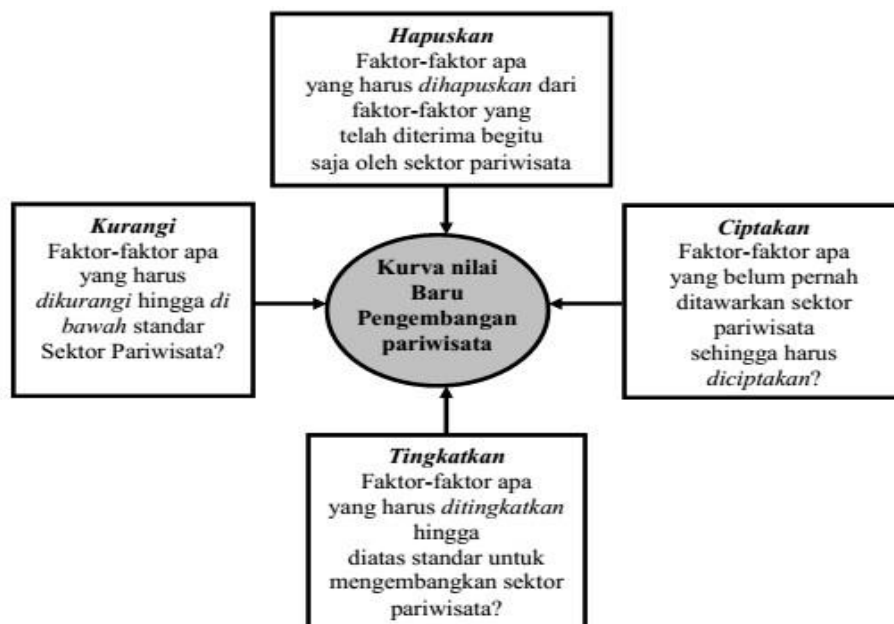 Hapuskan
Faktor-faktor apa
yang harus dihapuskan dari
faktor-faktor yang
telah diterima begitu
saja oleh sektor pariwisata
Kurangi
Faktor-faktor apa
yang harus
dikurangi hingga di
bawah standar
Sektor Pariwisata?
Kurva nilai
Baru
Pengembangan
pariwisata
Ciptakan
Faktor-faktor apa
yang belum pernah
ditawarkan sektor
pariwisata
sehingga harus
diciptakan?
Tingkatkan
Faktor-faktor apa
yang harus ditingkatkan
hingga
diatas standar untuk
mengembangkan sektor
pariwisata?